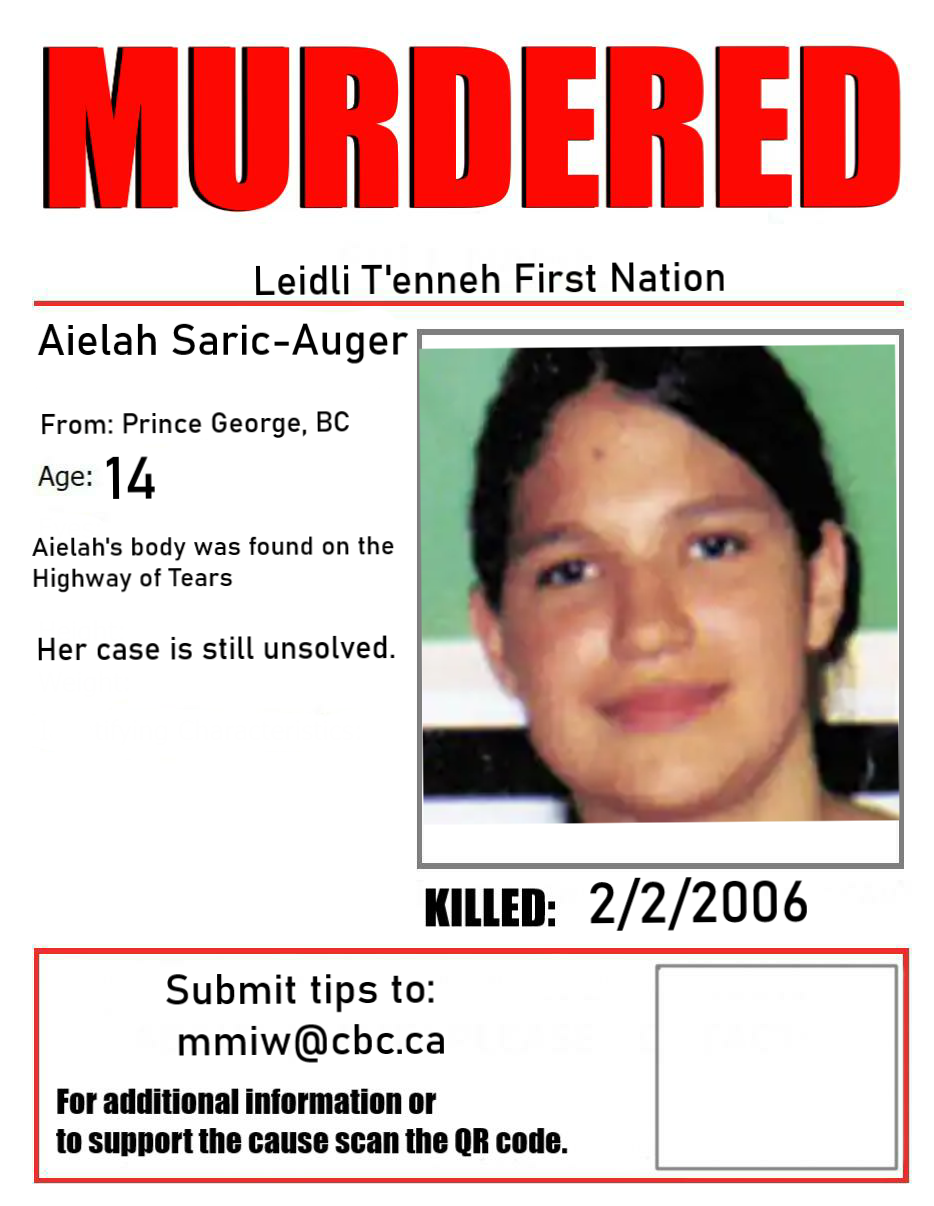 MURDERED
Leidli T'enneh First Nation
Aielah Saric-Auger
From: Prince George, BC
Age: 14
Aielah's body was found on the
Highway of Tears
Her case is still unsolved.
KILLED: 2/2/2006
Submit tips to:
mmiw@cbc.ca
For additional information or
to support the cause scan the QR code.